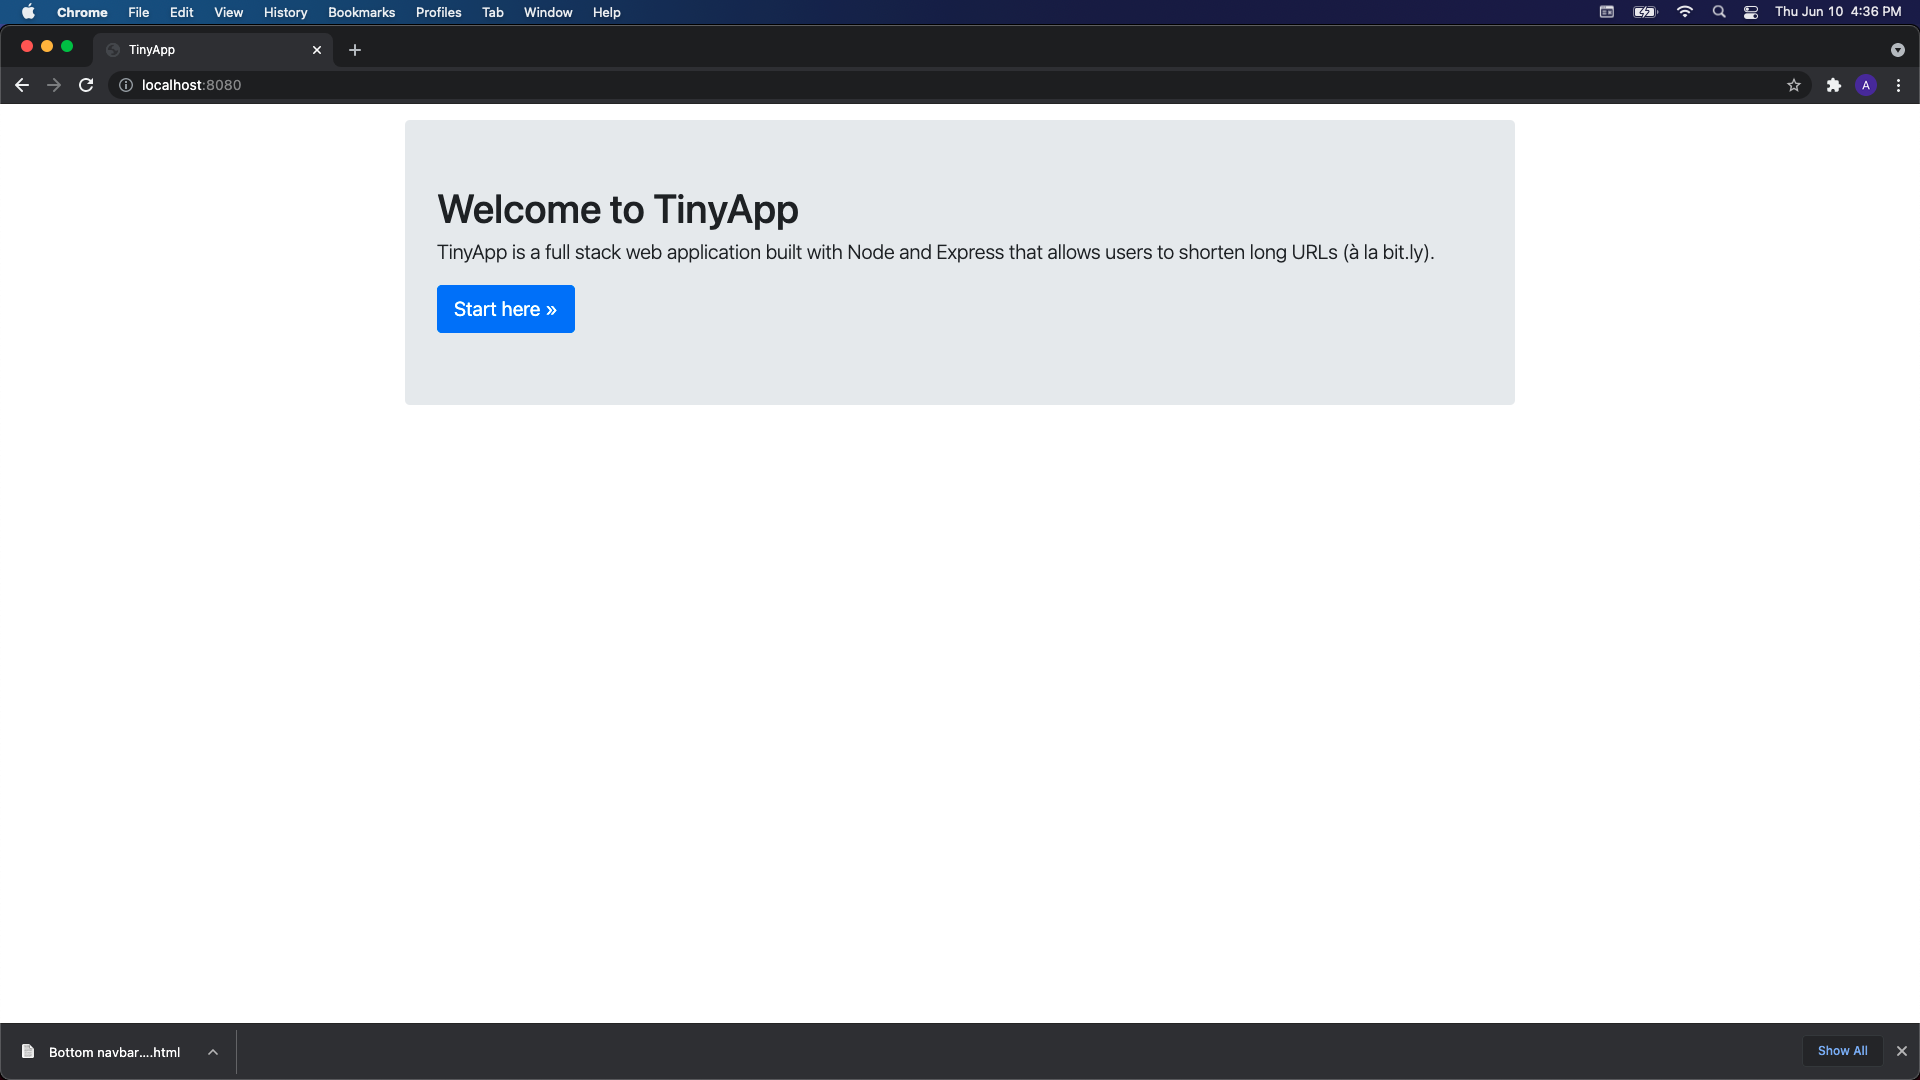 Chrome File Edit View History Bookmarks Profiles Tab Window Help Thu Jun 10 4:36 PM
TinyApp
localhost:8080 A
Welcome to TinyApp
TinyApp is a full stack web application built with Node and Express that allows users to shorten long URLs (à la bit.ly).
Start here »
Bottom navbar....html Show All